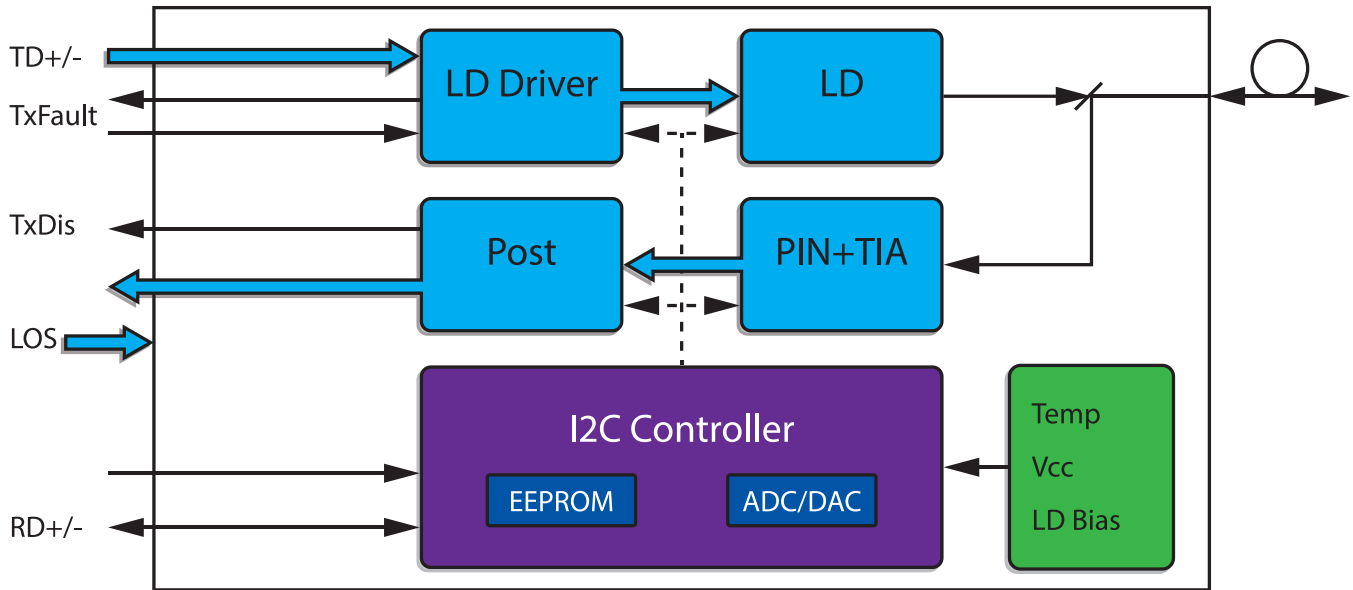 TD+/-
TxFault
TxDis
LOS
RD+/-
LD Driver
LD
Post
PIN+TIA
I2C Controller
EEPROM
ADC/DAC
Temp
Vcc
LD Bias